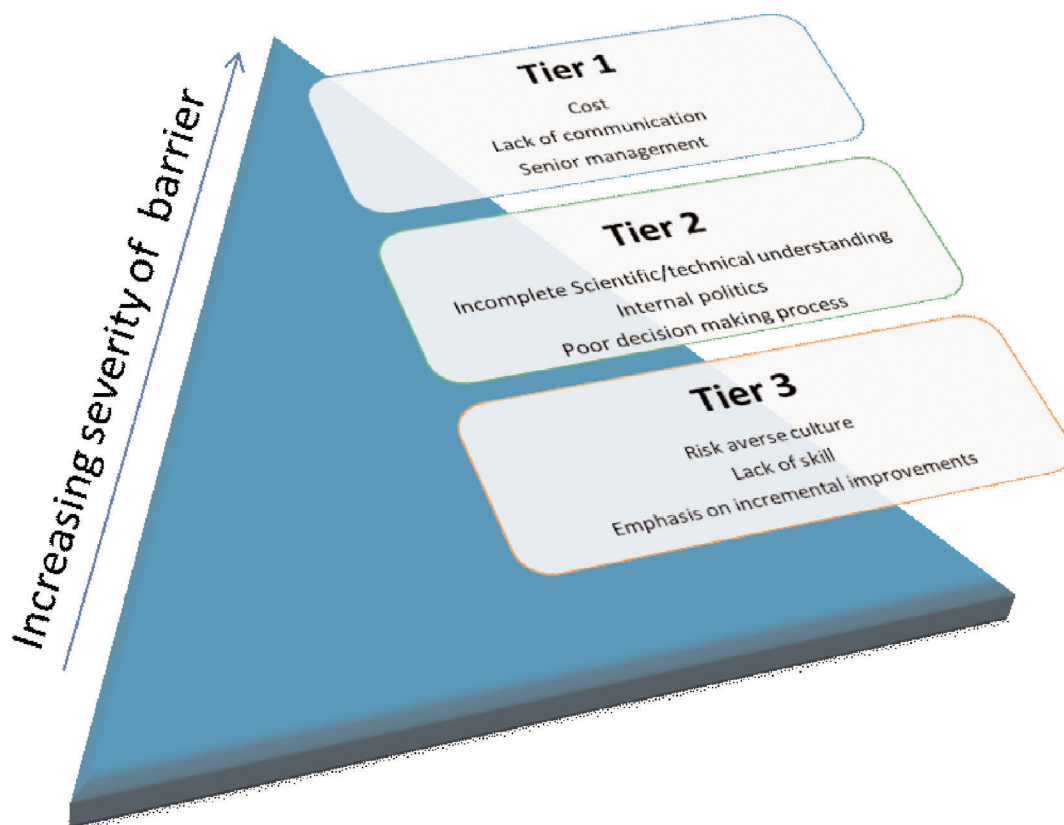 Increasing severity of barrier
Tier 1
Cost
Lack of communication
Senior management
Tier 2
Incomplete Scientific/technical understanding
Internal politics
Poor decision making process
Tier 3
Risk averse culture
Lack of skill
Emphasis on incremental improvements